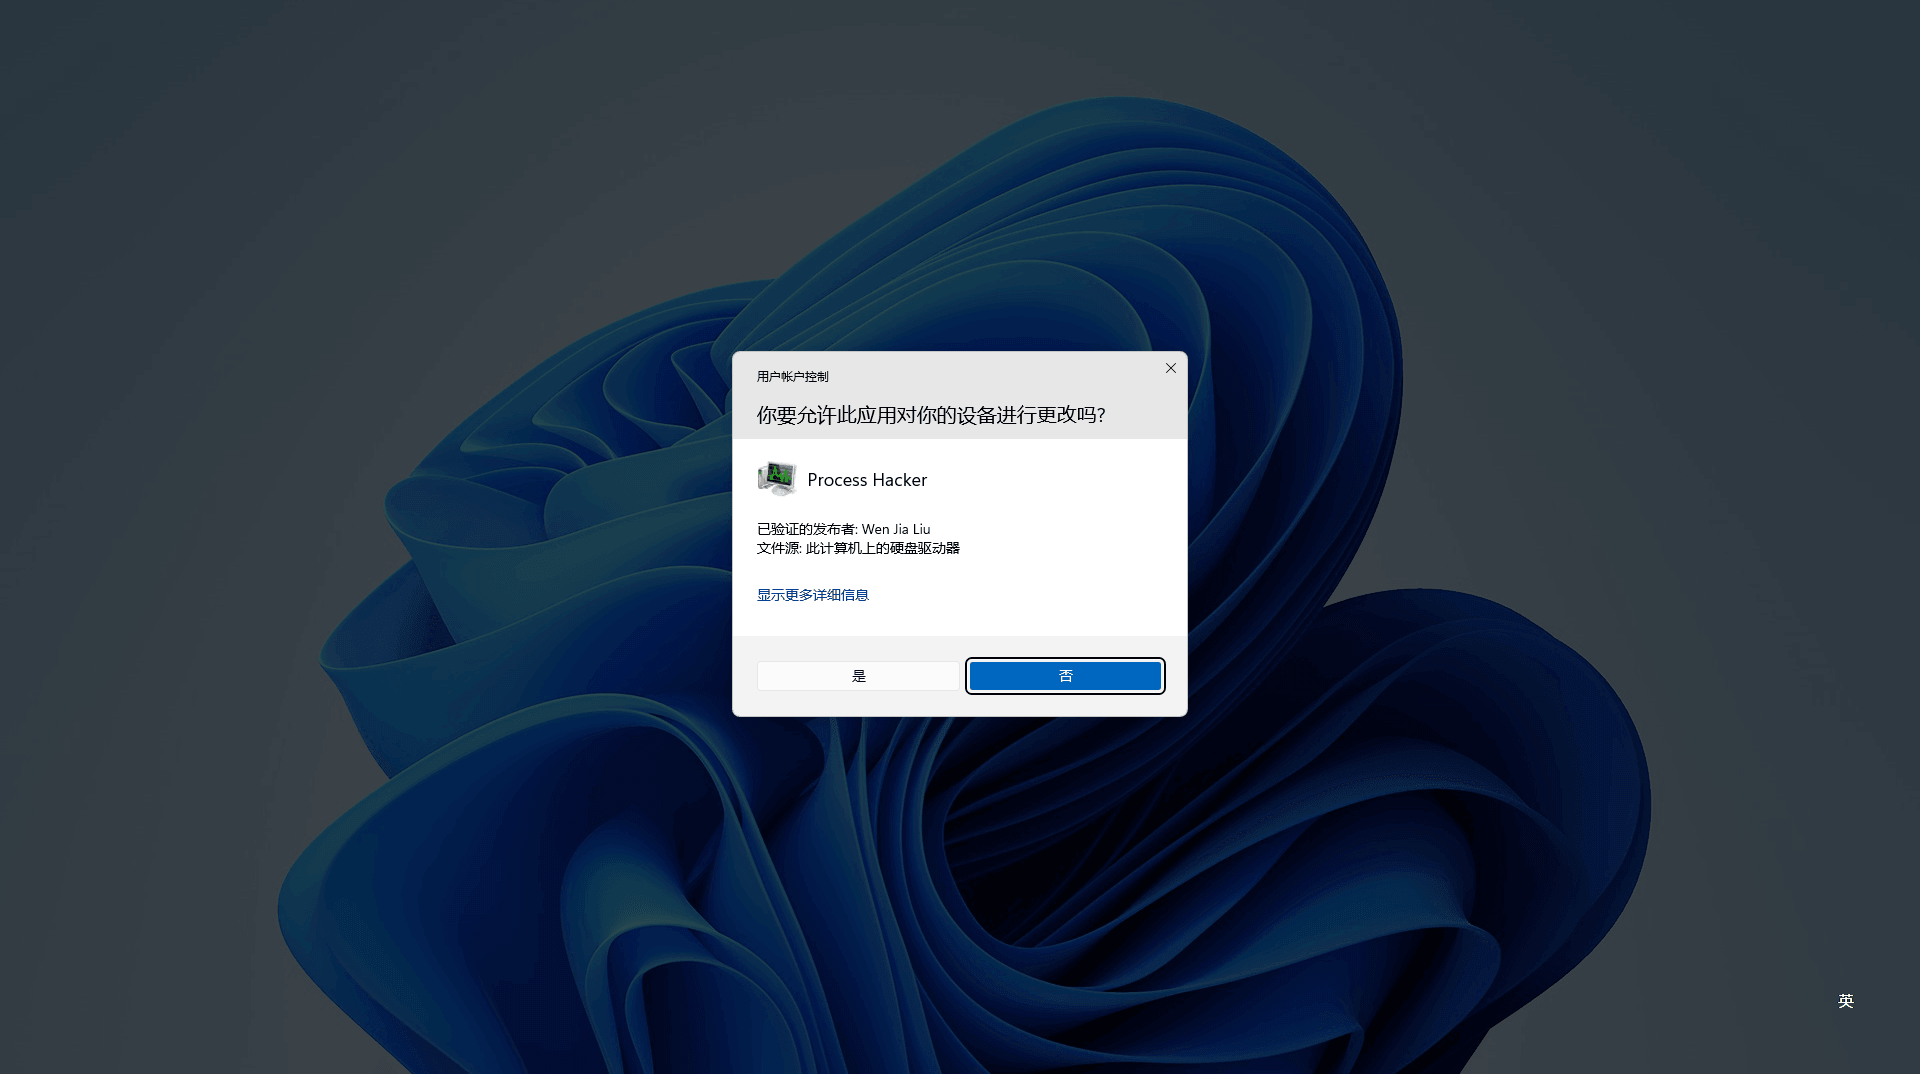 用户帐户控制
你要允许此应用对你的设备进行更改吗?
Process Hacker
已验证的发布者: Wen Jia Liu
文件源: 此计算机上的硬盘驱动器
显示更多详细信息
是
否
英